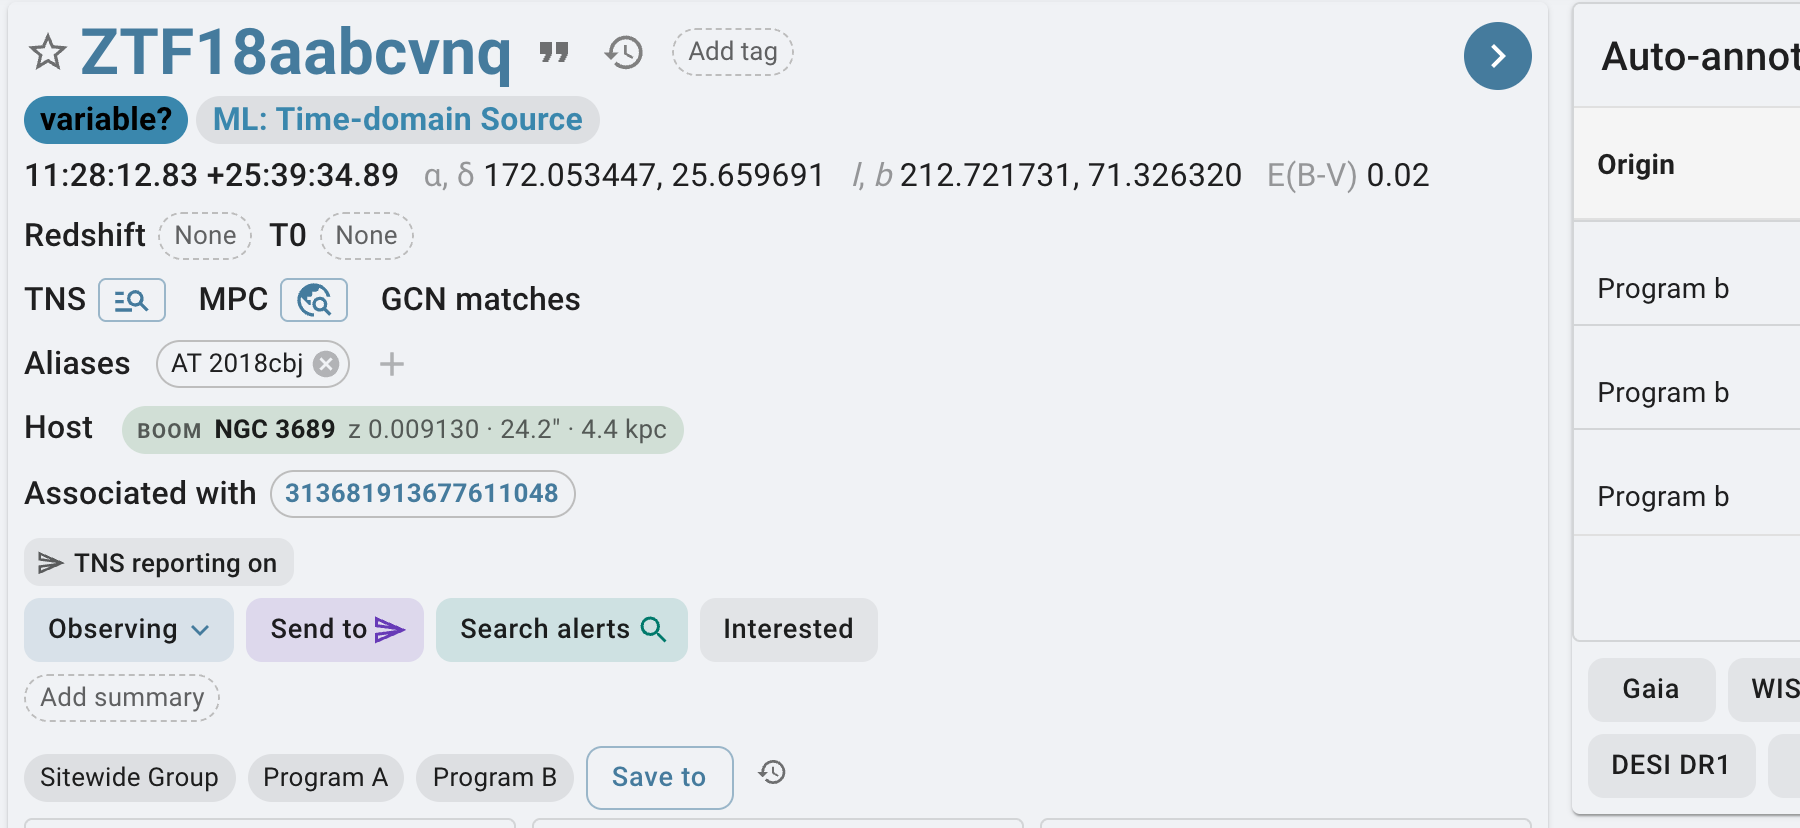 ZTF18aabcvnq Add tag
variable? ML: Time-domain Source
11:28:12.83 +25:39:34.89 α, δ 172.053447, 25.659691 l, b 212.721731, 71.326320 E(B-V) 0.02
Redshift None T0 None
TNS MPC GCN matches
Aliases AT 2018cbj
Host BOOM NGC 3689 z 0.009130 · 24.2" · 4.4 kpc
Associated with 313681913677611048
TNS reporting on
Observing Send to Search alerts Interested
Add summary
Sitewide Group Program A Program B Save to
Auto-annot
Origin
Program b
Program b
Program b
Gaia WIS
DESI DR1